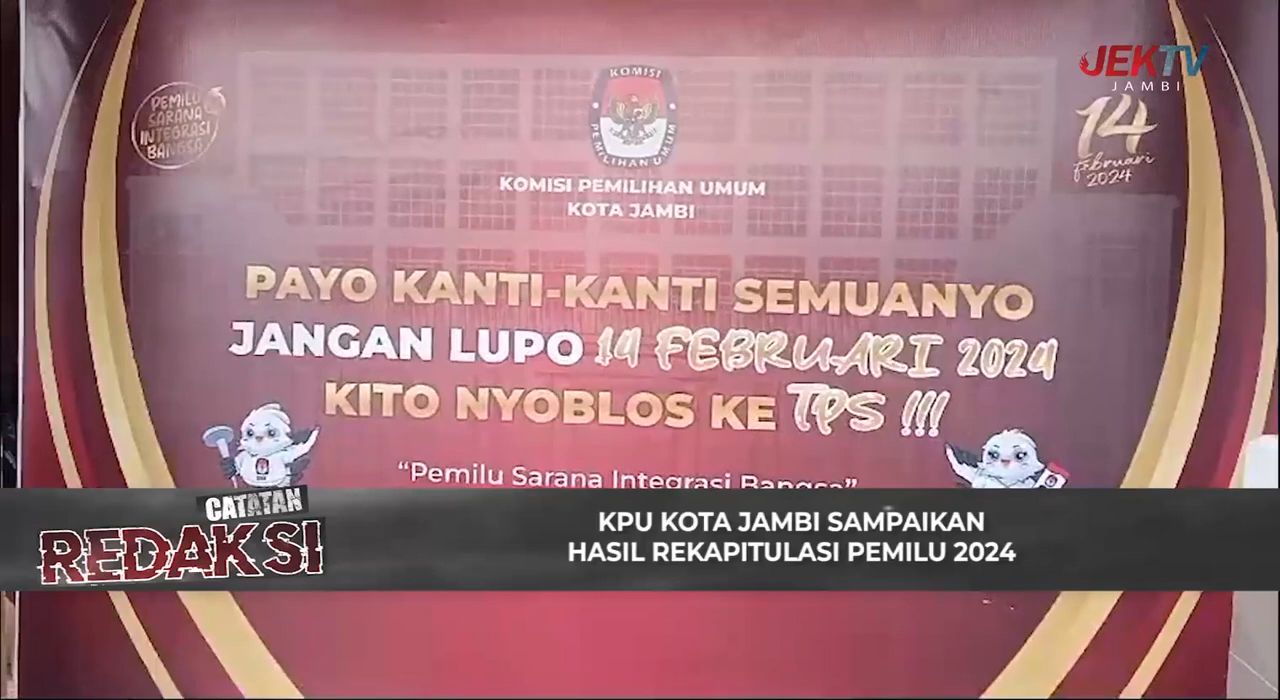 JEKTV
JAMBI
PEMILU
SARANA
INTEGRASI
BANGSA
KOMISI
PEMILIHAN UMUM
14
februari
2024
KOMISI PEMILIHAN UMUM
KOTA JAMBI
PAYO KANTI-KANTI SEMUANYO
JANGAN LUPO 14 FEBRUARI 2024
KITO NYOBLOS KE TPS !!!
“Pemilu Sarana Integrasi Bangsa”
CATATAN
REDAKSI
KPU KOTA JAMBI SAMPAIKAN
HASIL REKAPITULASI PEMILU 2024